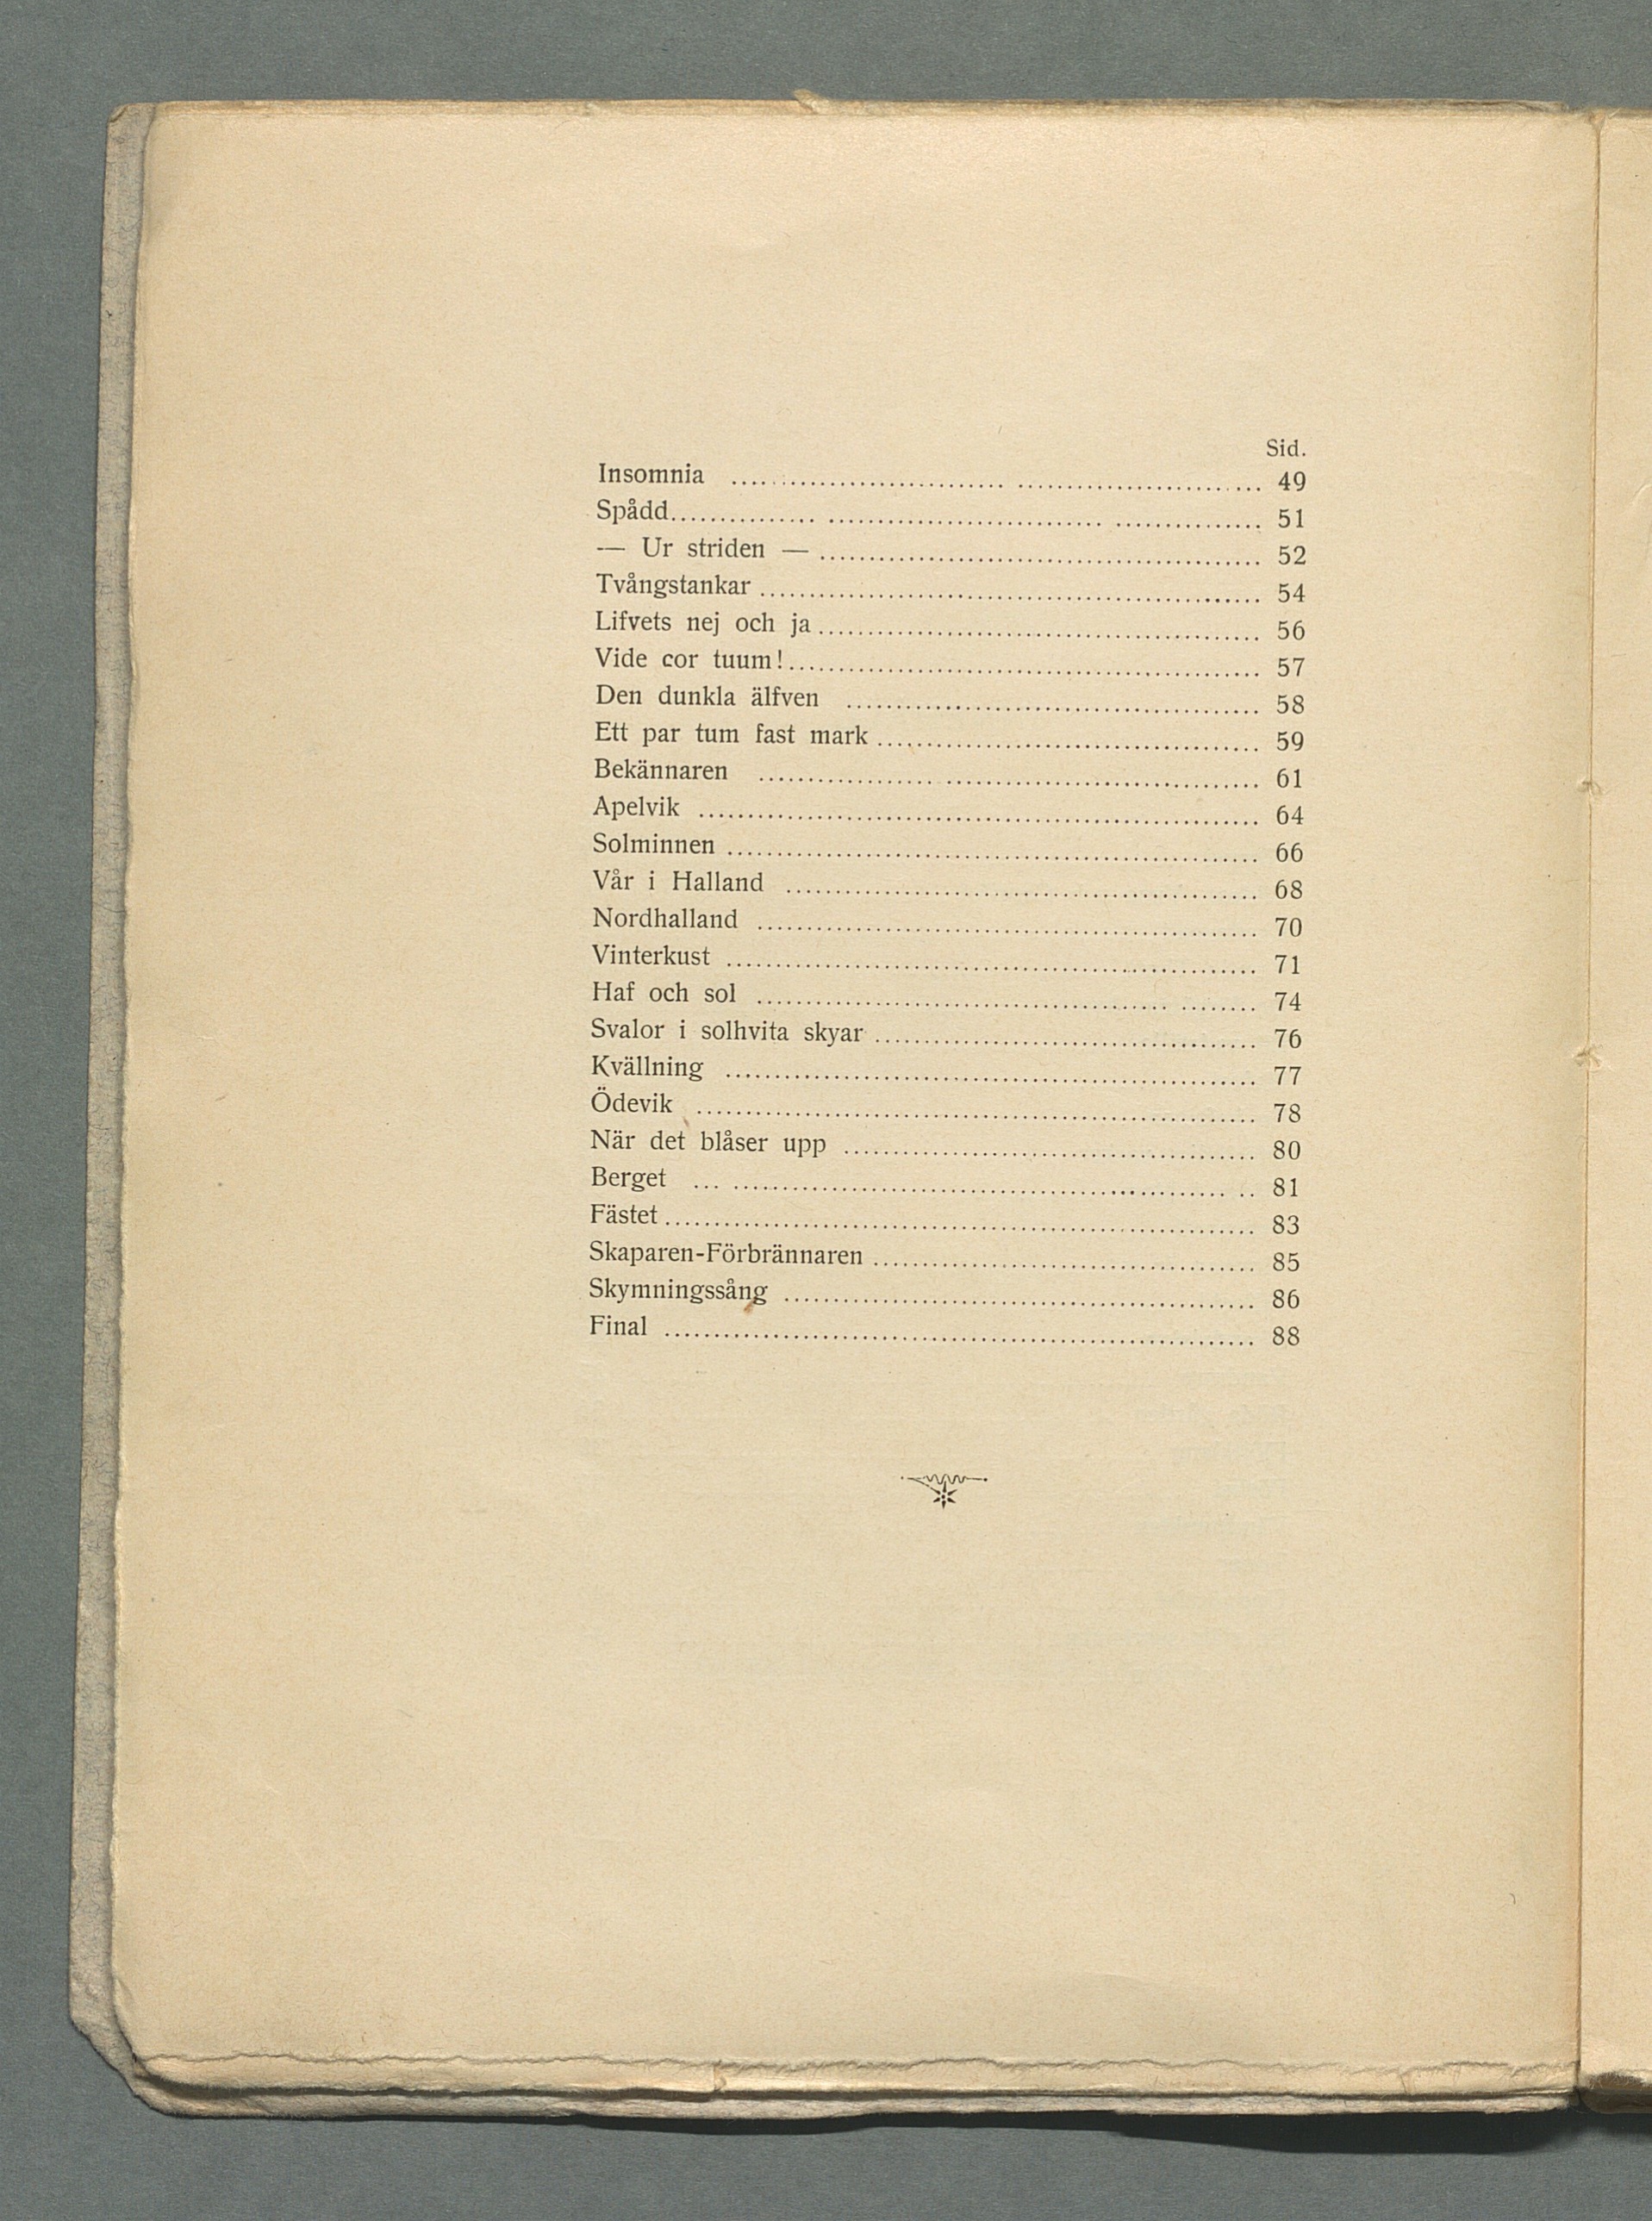 Sid.
Insomnia ........................................................ 49
Spådd........................................................ 51
— Ur striden — ........................................................ 52
Tvångstankar ........................................................ 54
Lifvets nej och ja ........................................................ 56
Vide cor tuum! ........................................................ 57
Den dunkla älfven ........................................................ 58
Ett par tum fast mark ........................................................ 59
Bekännaren ........................................................ 61
Apelvik ........................................................ 64
Solminnen ........................................................ 66
Vår i Halland ........................................................ 68
Nordhalland ........................................................ 70
Vinterkust ........................................................ 71
Haf och sol ........................................................ 74
Svalor i solhvita skyar ........................................................ 76
Kvällning ........................................................ 77
Ödevik ........................................................ 78
När det blåser upp ........................................................ 80
Berget ........................................................ 81
Fästet ........................................................ 83
Skaparen-Förbrännaren ........................................................ 85
Skymningssång ........................................................ 86
Final ........................................................ 88